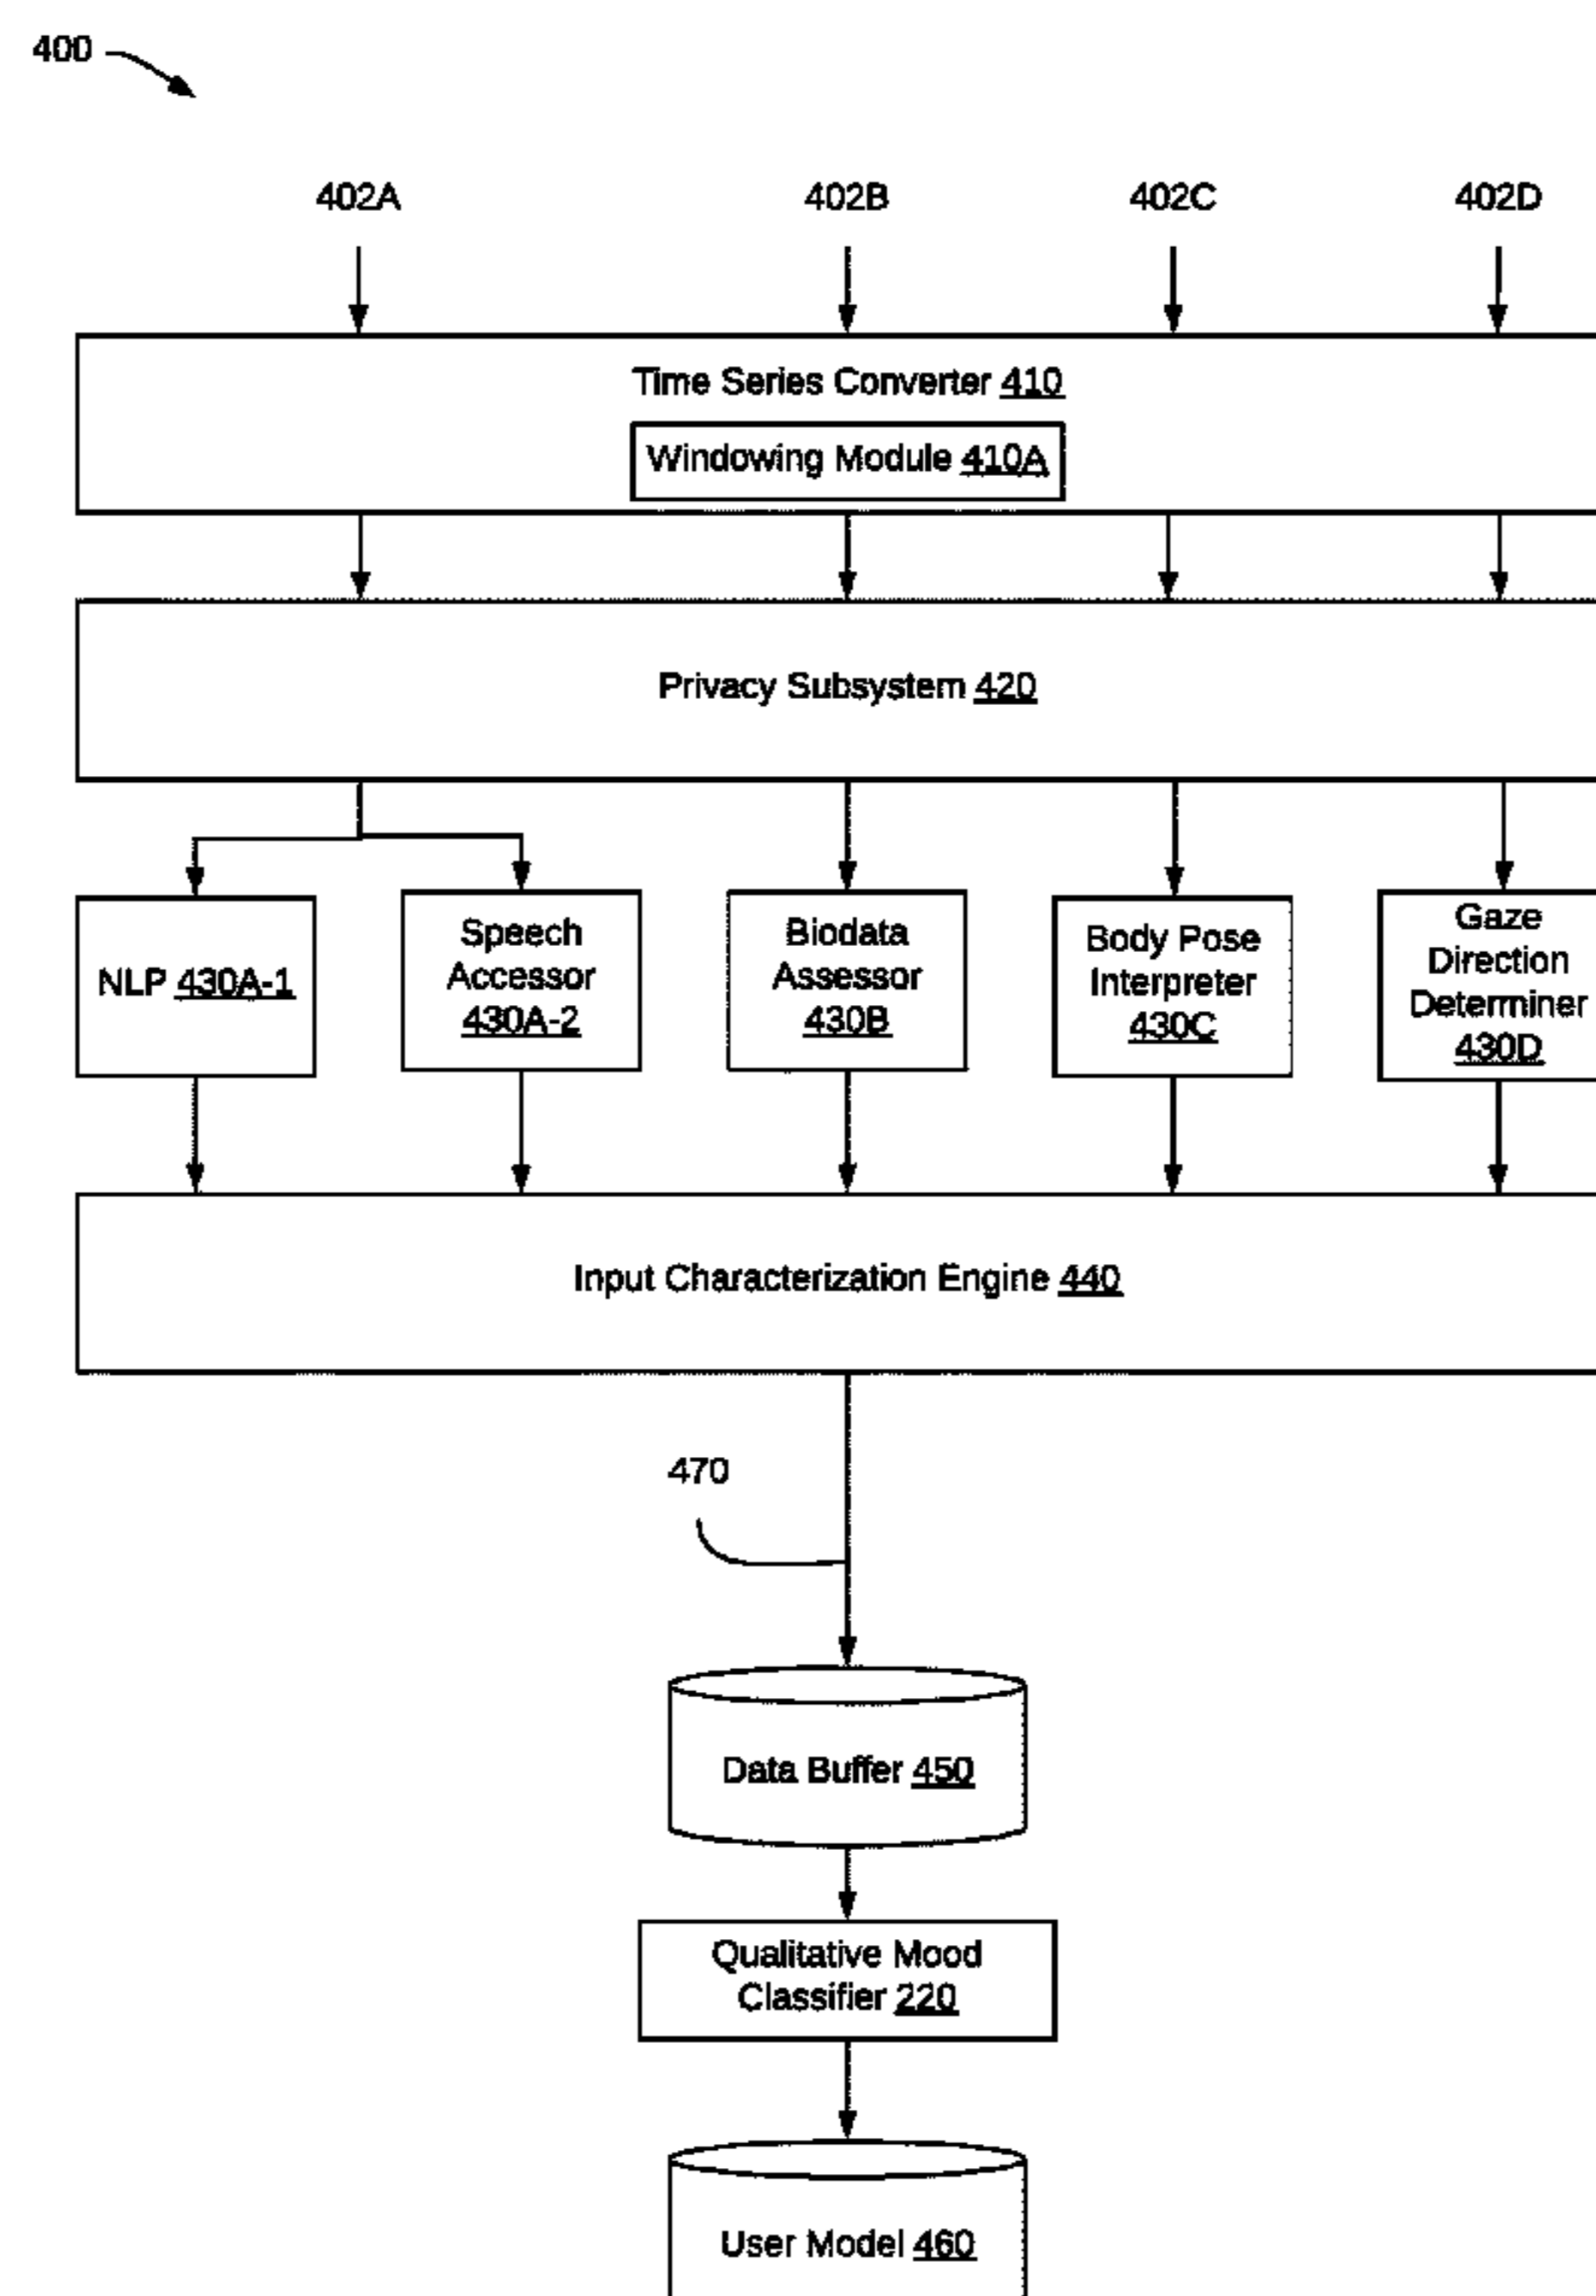 400
402A 402B 402C 402D
Time Series Converter 410
Windowing Module 410A
Privacy Subsystem 420
NLP 430A-1
Speech
Accessor
430A-2
Biodata
Assessor
430B
Body Pose
Interpreter
430C
Gaze
Direction
Determiner
430D
Input Characterization Engine 440
470
Data Buffer 450
Qualitative Mood
Classifier 220
User Model 460